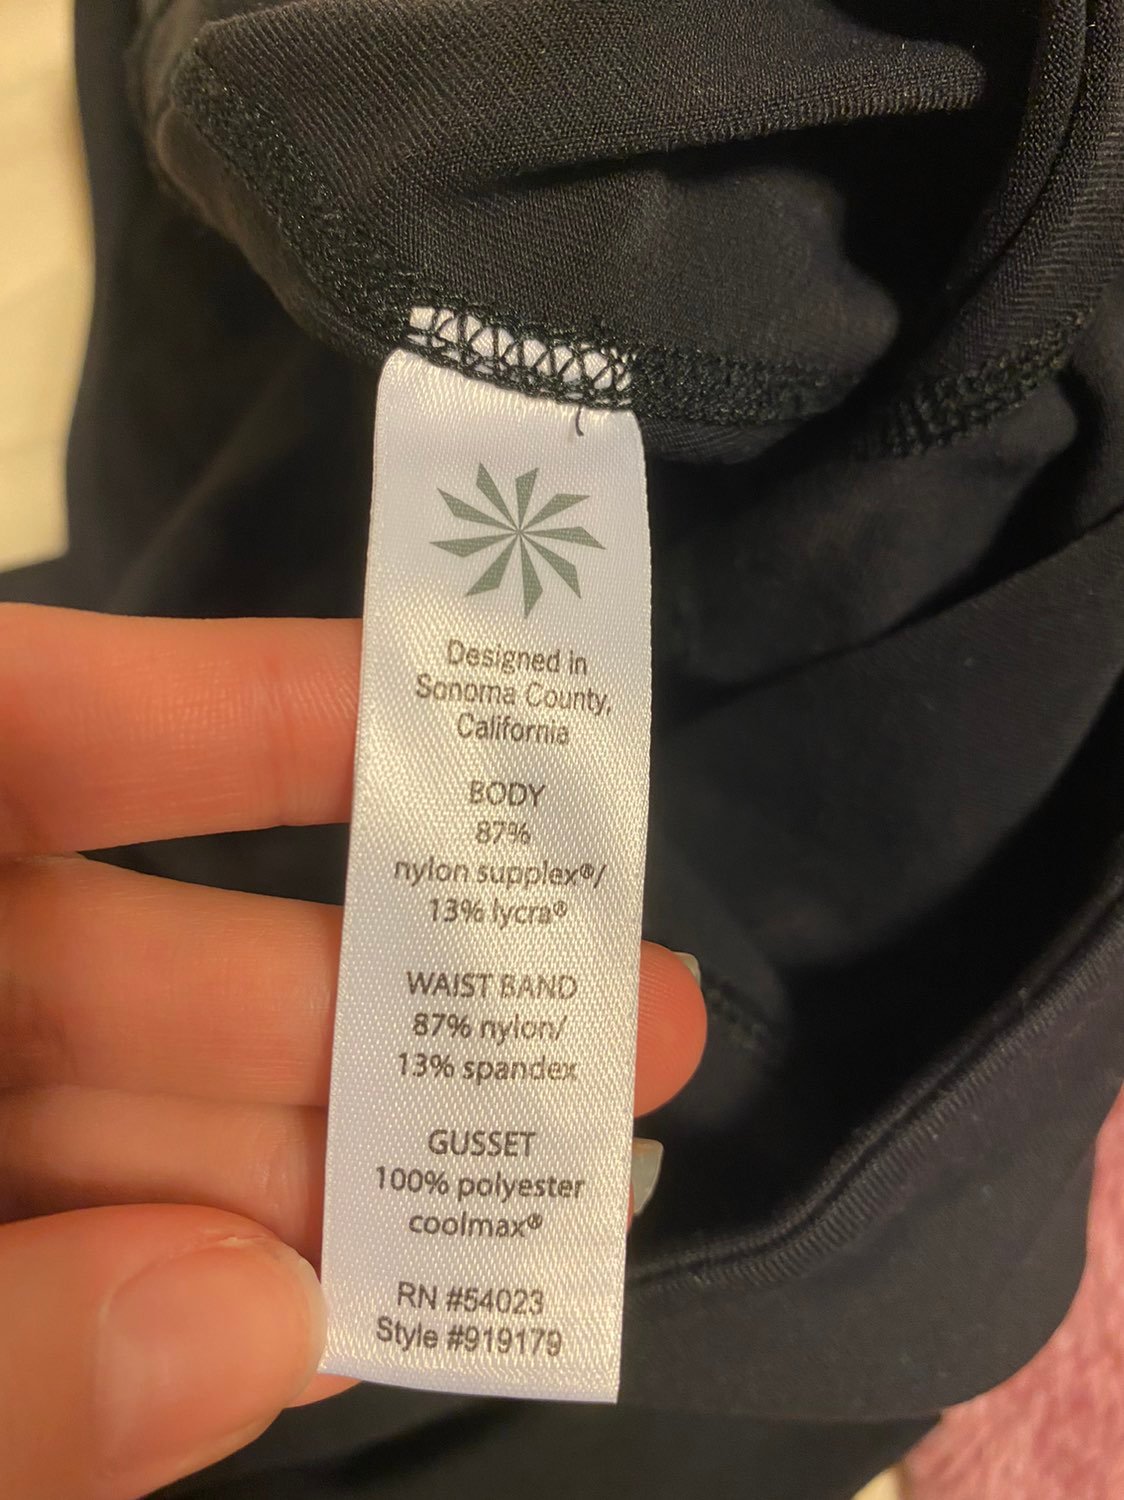 Designed in
Sonoma County,
California
BODY
87%
nylon supplex®/
13% lycra®
WAIST BAND
87% nylon/
13% spandex
GUSSET
100% polyester
coolmax®
RN #54023
Style #919179